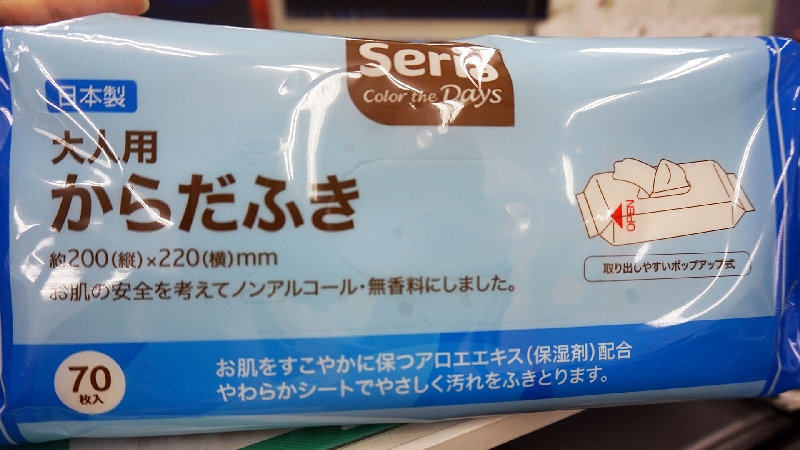 Seria
Color the Days
日本製
大人用
からだふき
約200(縦)×220(横)mm
お肌の安全を考えてノンアルコール・無香料にしました。
OPEN
取り出しやすいポップアップ式
70
枚入
お肌をすこやかに保つアロエエキス(保湿剤)配合
やわらかシートでやさしく汚れをふきとります。